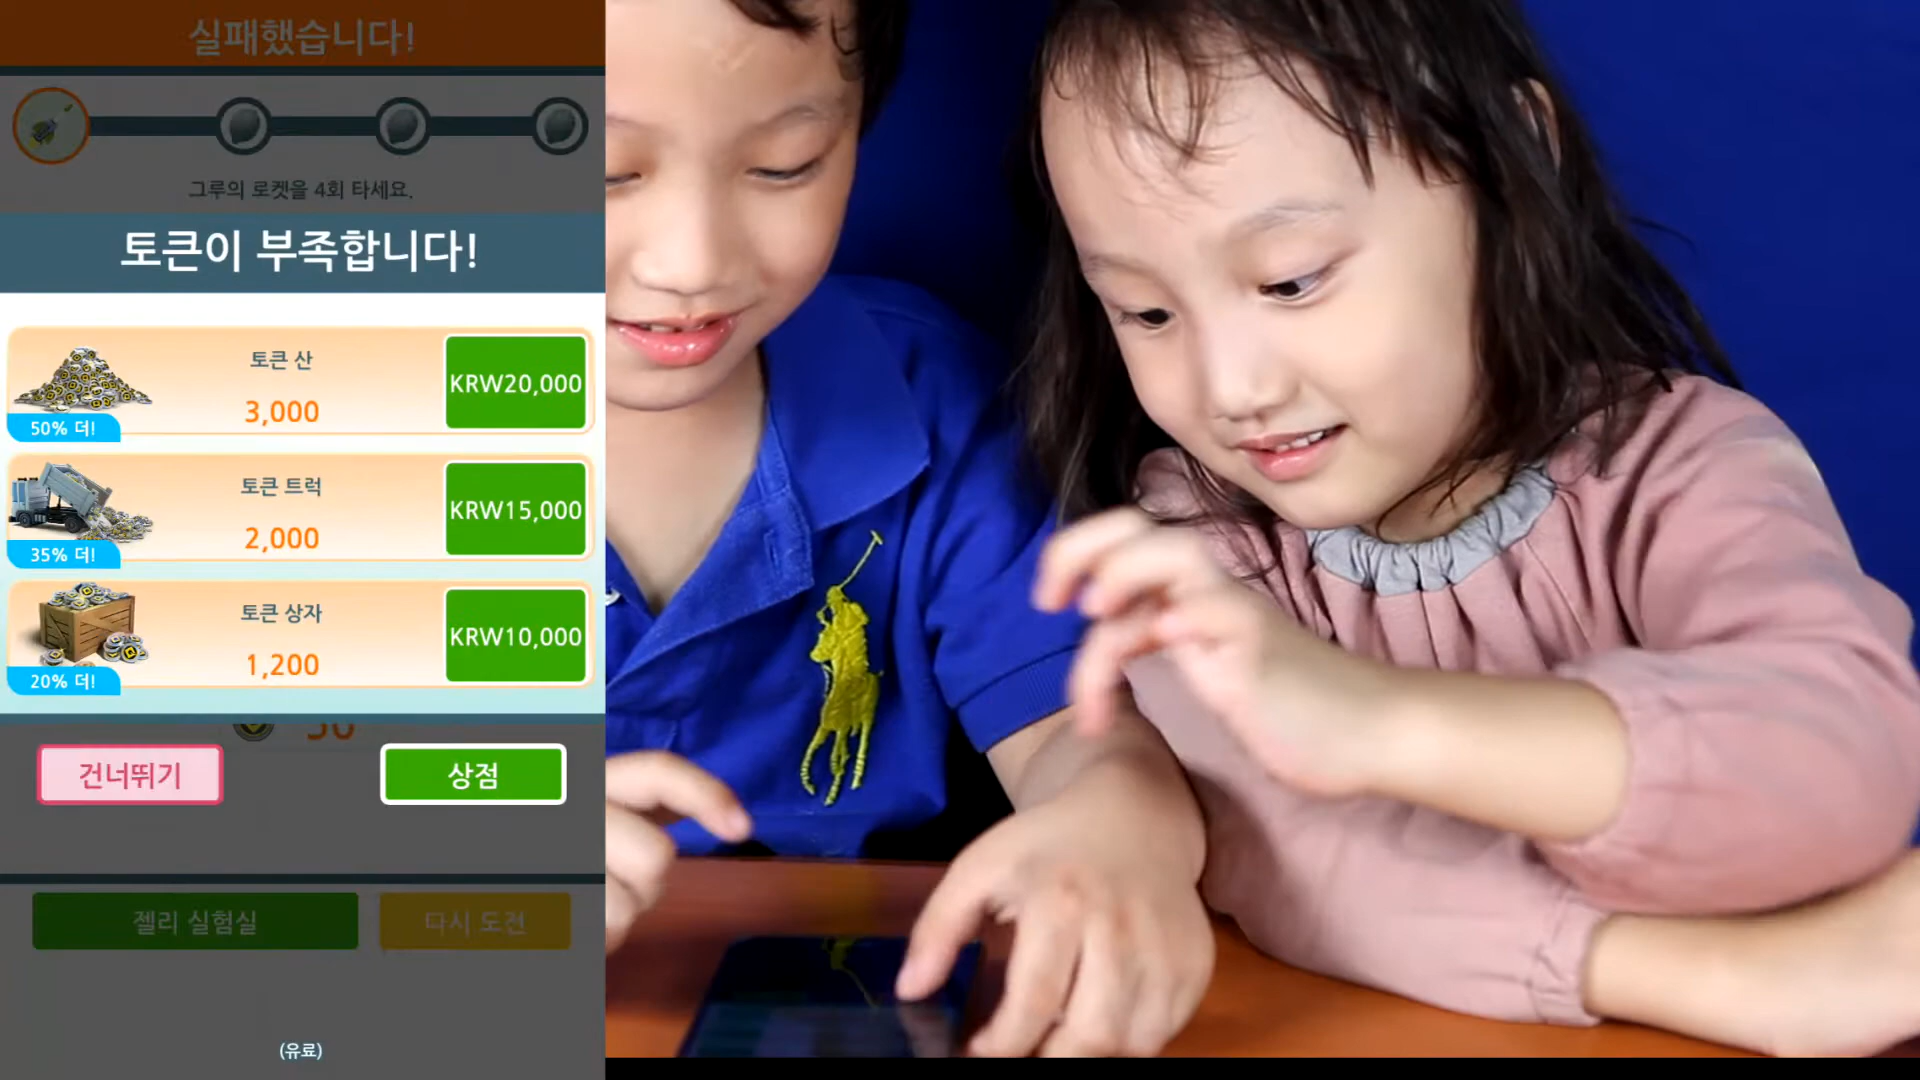 실패했습니다!
그루의 로켓을 4회 타세요.
토큰이 부족합니다!
토큰 산
3,000
KRW20,000
50% 더!
토큰 트럭
2,000
KRW15,000
35% 더!
토큰 상자
1,200
KRW10,000
20% 더!
건너뛰기
상점
젤리 실험실
다시 도전
(유료)